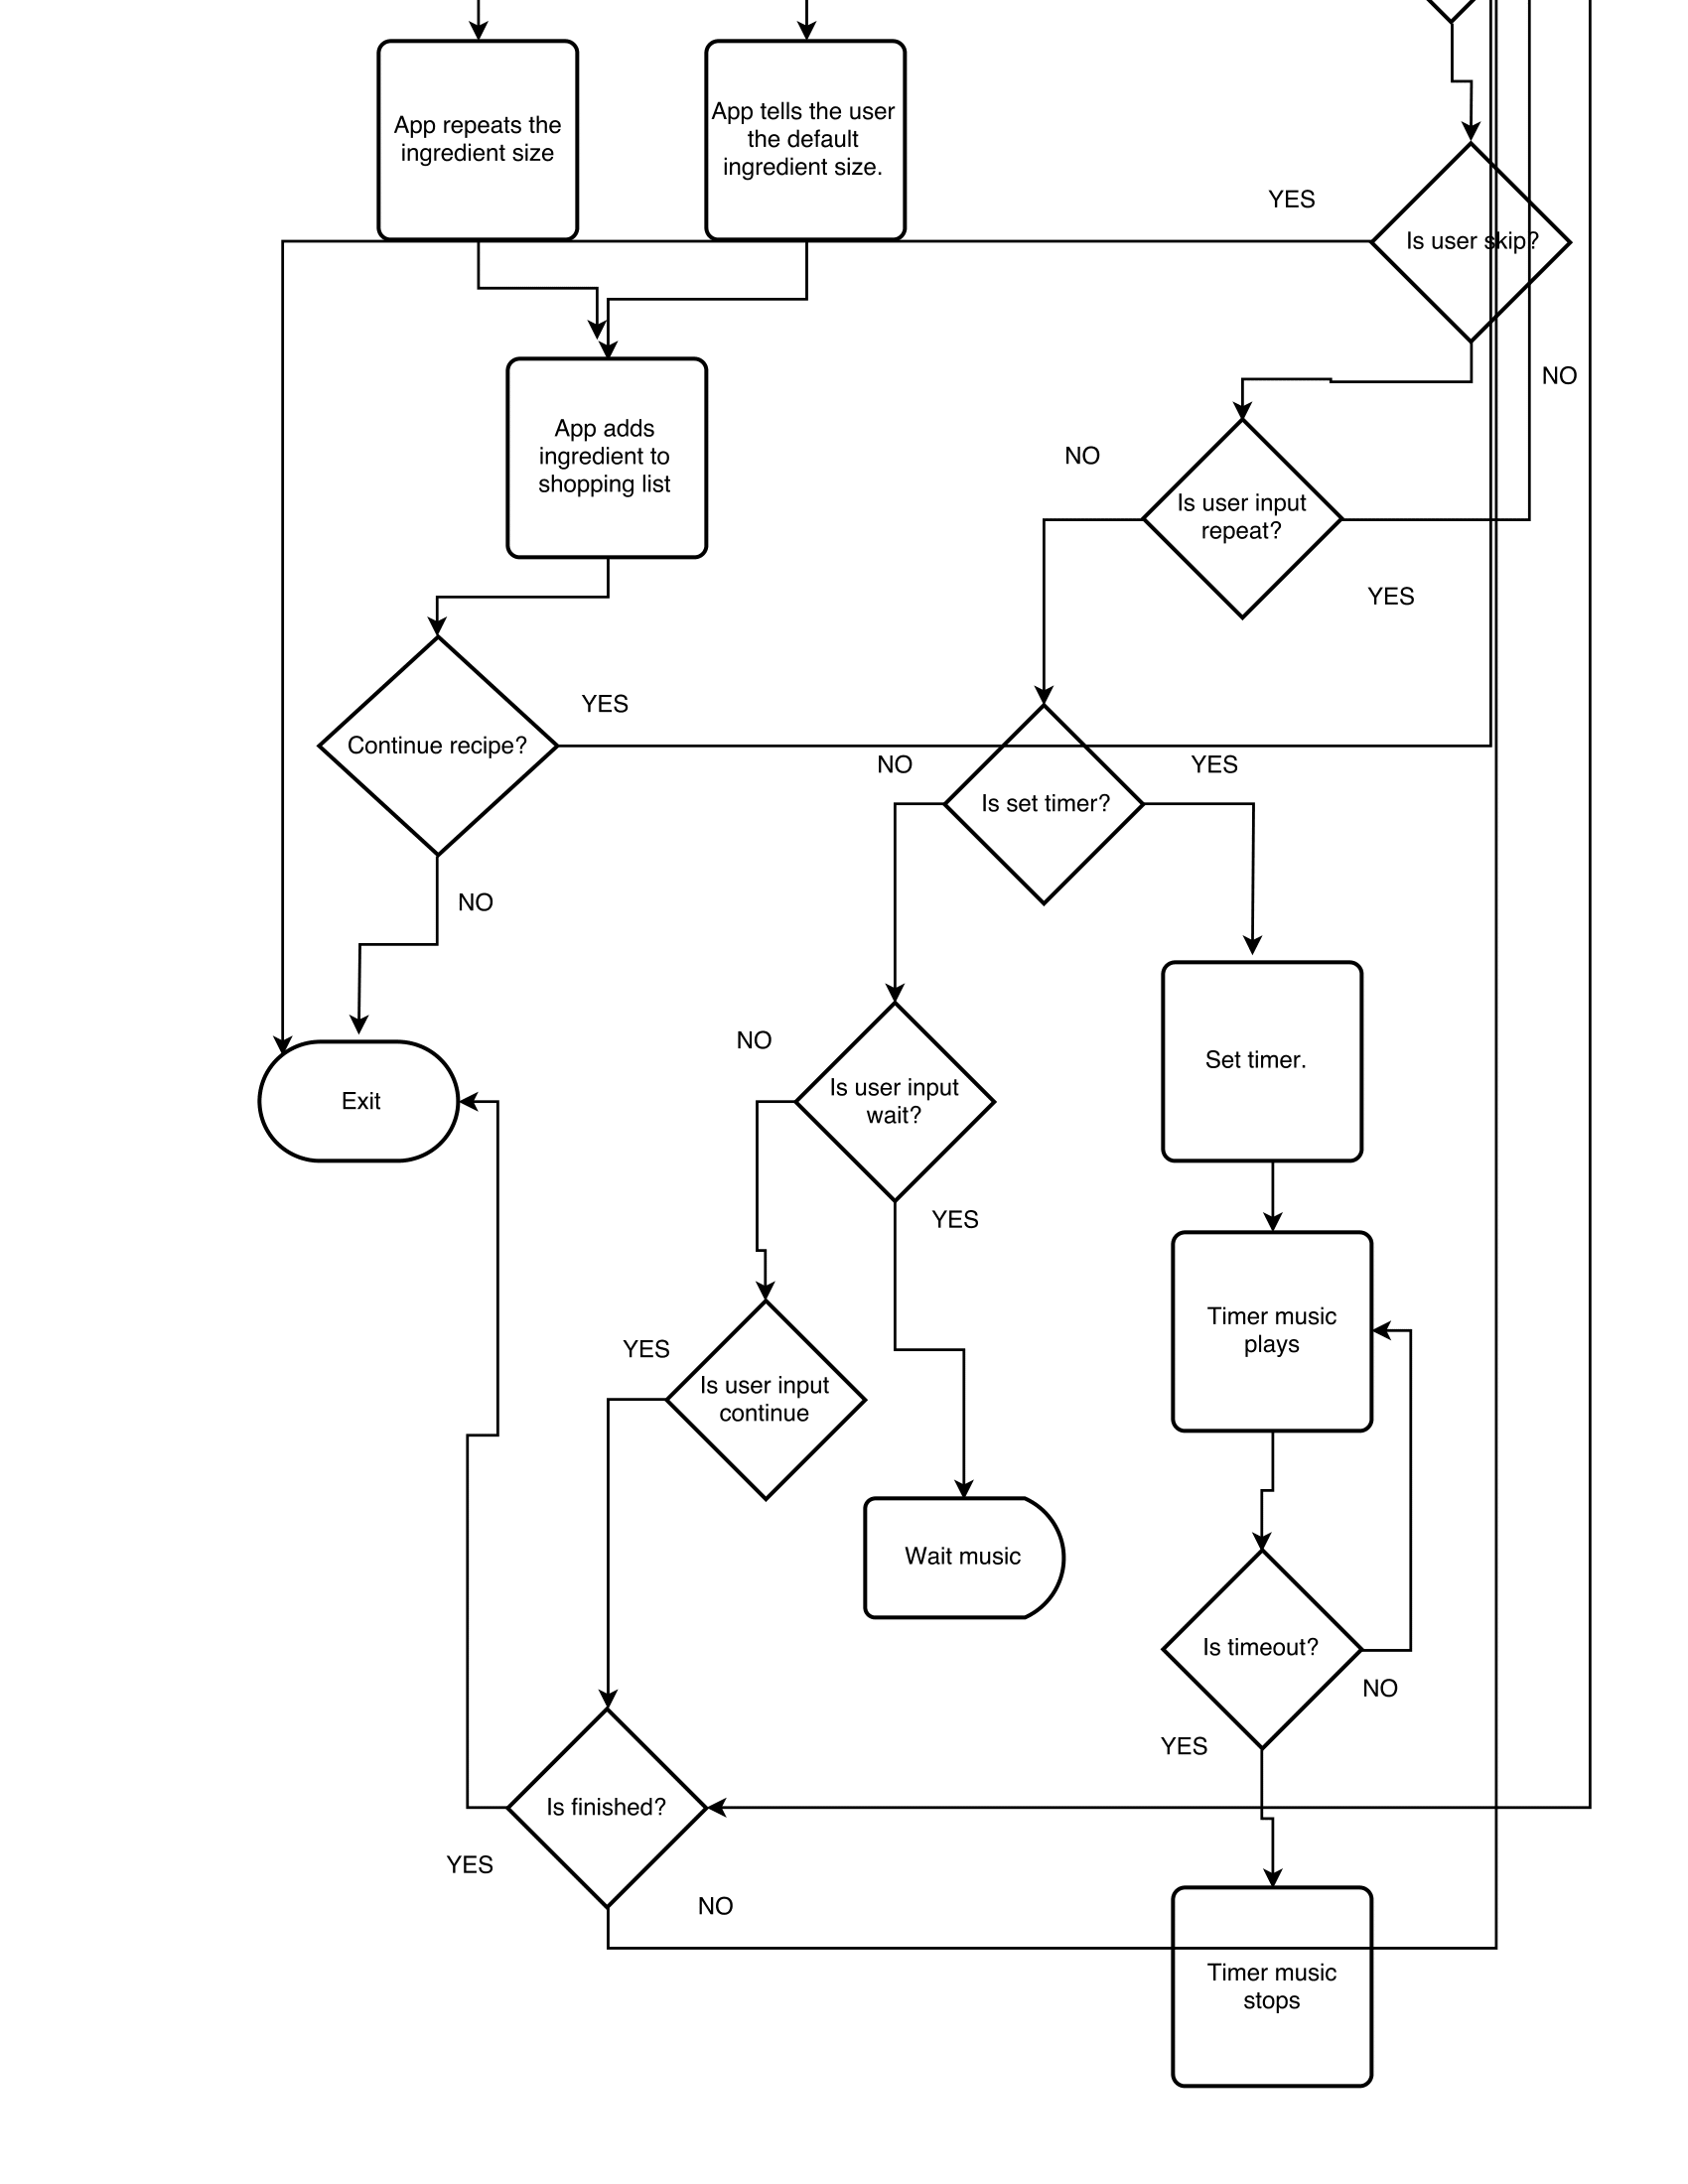 App repeats the
ingredient size
App tells the user
the default
ingredient size.
YES
Is user skip?
NO
App adds
ingredient to
shopping list
NO
Is user input
repeat?
YES
YES
Continue recipe?
NO
YES
Is set timer?
NO
NO
Set timer.
Is user input
wait?
Exit
YES
Timer music
plays
YES
Is user input
continue
Wait music
Is timeout?
NO
YES
Is finished?
YES
NO
Timer music
stops